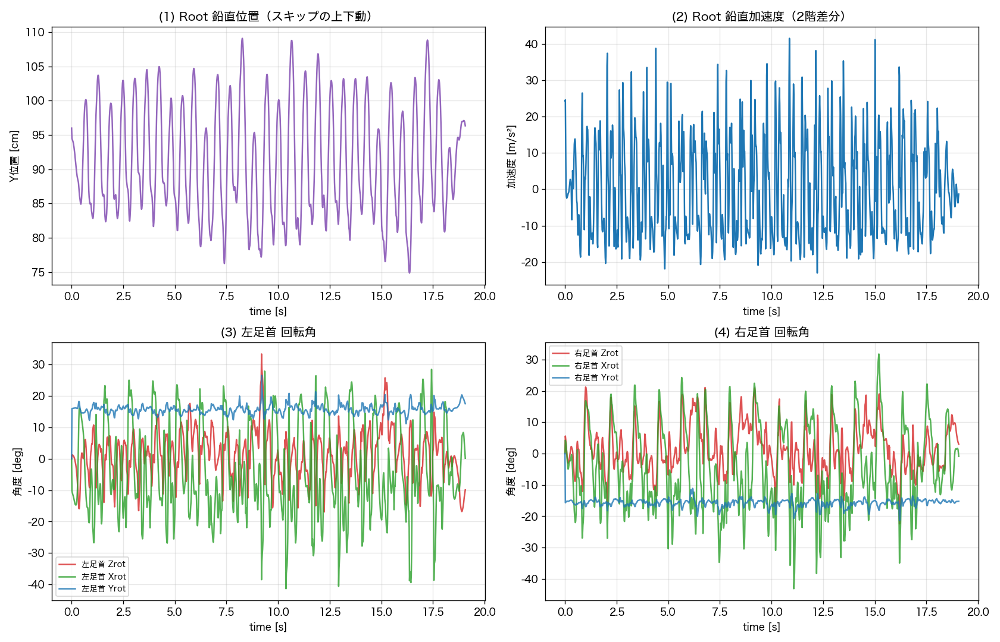 (1) Root 鉛直位置（スキップの上下動）
110
105
100
95
90
85
80
75
Y位置 [cm]
0.0 2.5 5.0 7.5 10.0 12.5 15.0 17.5 20.0
time [s]
(2) Root 鉛直加速度（2階差分）
40
30
20
10
0
-10
-20
加速度 [m/s²]
0.0 2.5 5.0 7.5 10.0 12.5 15.0 17.5 20.0
time [s]
(3) 左足首 回転角
30
20
10
0
-10
-20
-30
-40
角度 [deg]
左足首 Zrot
左足首 Xrot
左足首 Yrot
0.0 2.5 5.0 7.5 10.0 12.5 15.0 17.5 20.0
time [s]
(4) 右足首 回転角
右足首 Zrot
右足首 Xrot
右足首 Yrot
30
20
10
0
-10
-20
-30
-40
角度 [deg]
0.0 2.5 5.0 7.5 10.0 12.5 15.0 17.5 20.0
time [s]